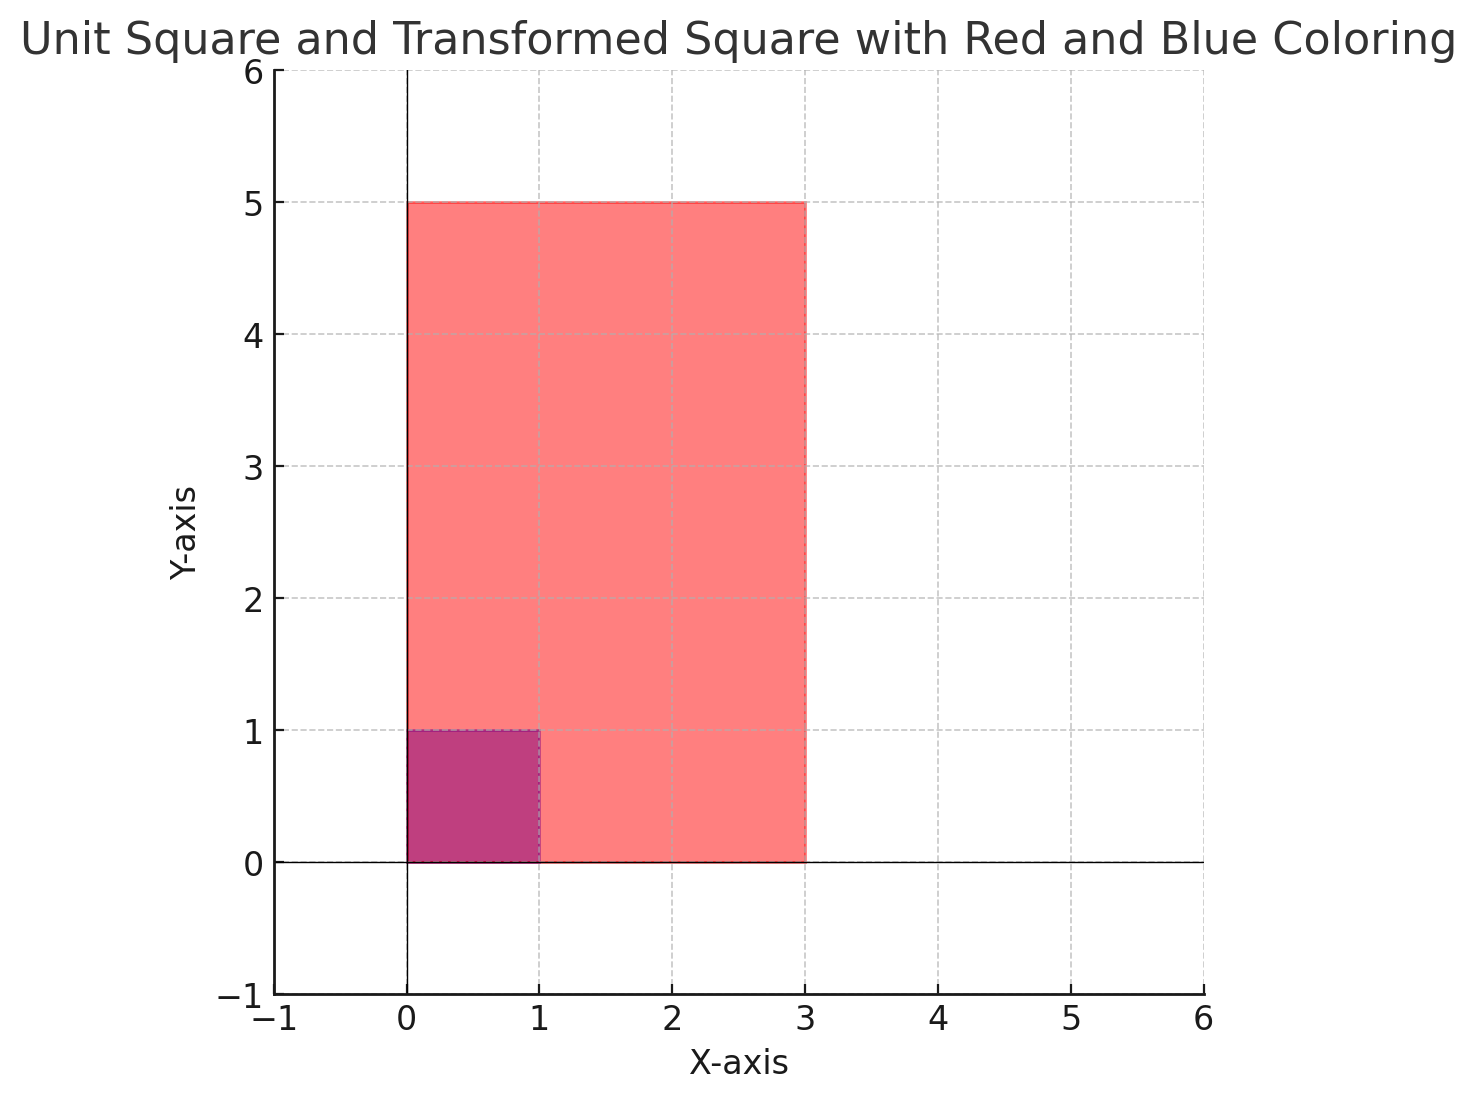 Unit Square and Transformed Square with Red and Blue Coloring
6
5
4
3
2
1
0
−1
−1 0 1 2 3 4 5 6
Y-axis
X-axis